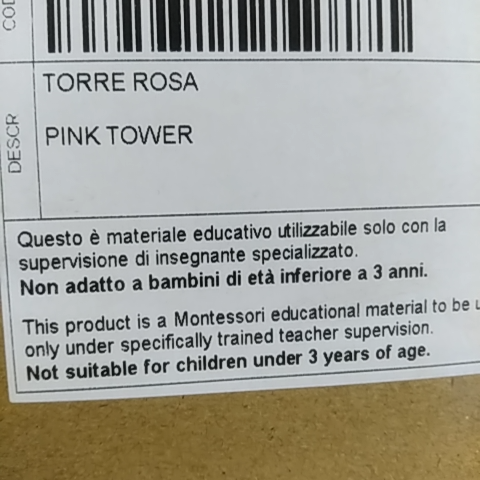 COD
TORRE ROSA
DESCR
PINK TOWER
Questo è materiale educativo utilizzabile solo con la
supervisione di insegnante specializzato.
Non adatto a bambini di età inferiore a 3 anni.
This product is a Montessori educational material to be
only under specifically trained teacher supervision.
Not suitable for children under 3 years of age.